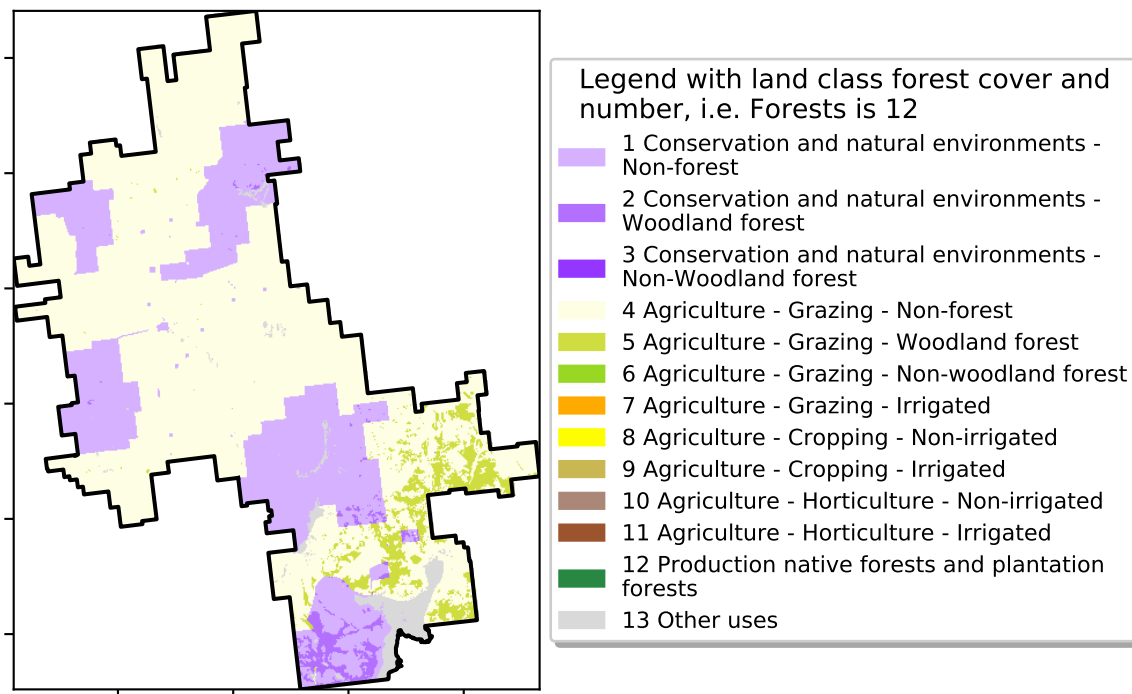 Legend with land class forest cover and
number, i.e. Forests is 12
1 Conservation and natural environments -
Non-forest
2 Conservation and natural environments -
Woodland forest
3 Conservation and natural environments -
Non-Woodland forest
4 Agriculture - Grazing - Non-forest
5 Agriculture - Grazing - Woodland forest
6 Agriculture - Grazing - Non-woodland forest
7 Agriculture - Grazing - Irrigated
8 Agriculture - Cropping - Non-irrigated
9 Agriculture - Cropping - Irrigated
10 Agriculture - Horticulture - Non-irrigated
11 Agriculture - Horticulture - Irrigated
12 Production native forests and plantation
forests
13 Other uses